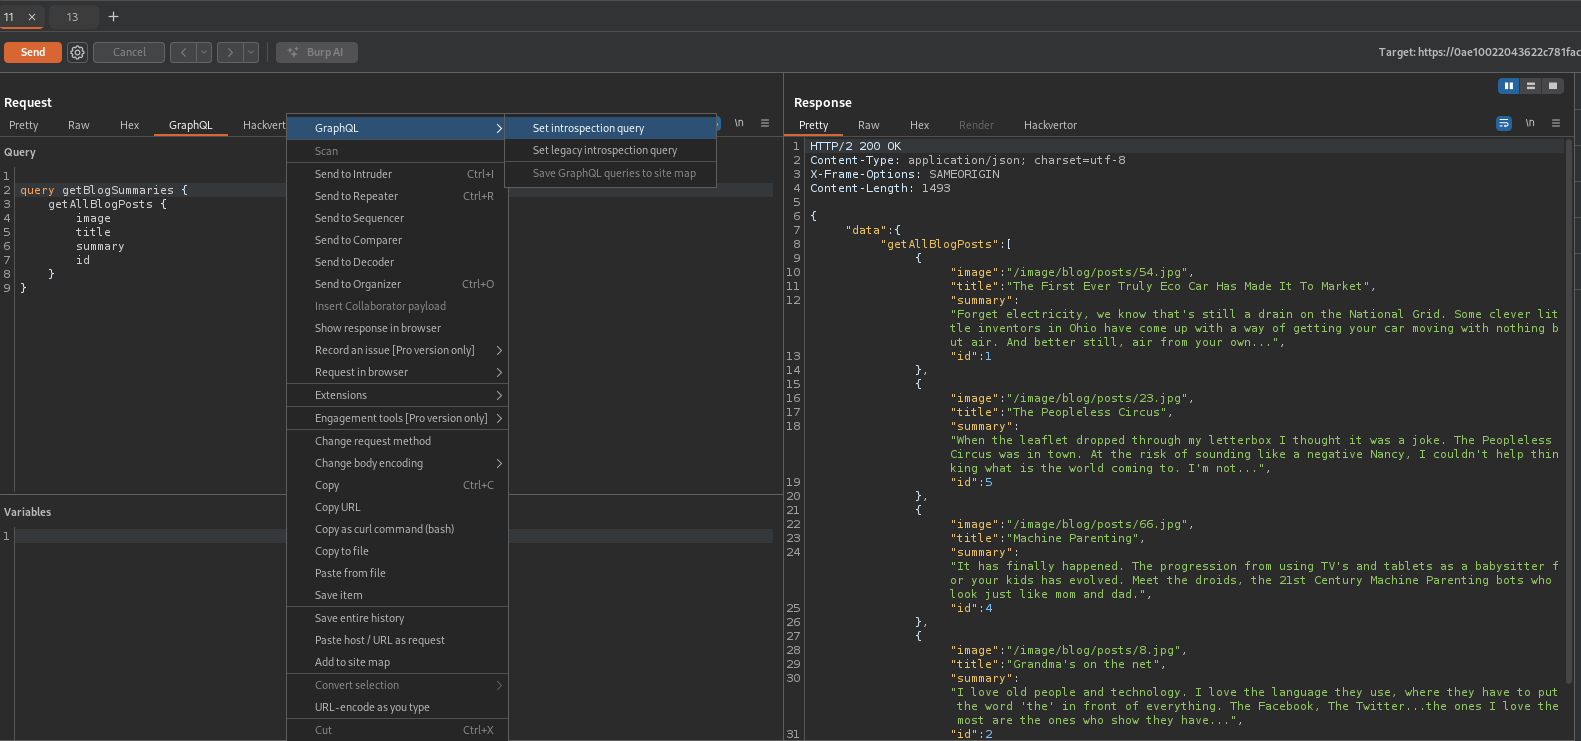 11 × 13 +
Send Cancel < > Burp AI
Target: https://0ae10022043622c781fac
Request
Pretty Raw Hex GraphQL Hackvert \n
Query
1
2 query getBlogSummaries {
3 getAllBlogPosts {
4 image
5 title
6 summary
7 id
8 }
9 }
Variables
1
GraphQL >
Scan
Send to Intruder Ctrl+I
Send to Repeater Ctrl+R
Send to Sequencer
Send to Comparer
Send to Decoder
Send to Organizer Ctrl+O
Insert Collaborator payload
Show response in browser
Record an issue [Pro version only] >
Request in browser >
Extensions >
Engagement tools [Pro version only] >
Change request method
Change body encoding >
Copy Ctrl+C
Copy URL
Copy as curl command (bash)
Copy to file
Paste from file
Save item
Save entire history
Paste host / URL as request
Add to site map
Convert selection >
URL-encode as you type
Cut Ctrl+X
Set introspection query
Set legacy introspection query
Save GraphQL queries to site map
Response
Pretty Raw Hex Render Hackvertor \n
1 HTTP/2 200 OK
2 Content-Type: application/json; charset=utf-8
3 X-Frame-Options: SAMEORIGIN
4 Content-Length: 1493
5
6 {
7 "data":{
8 "getAllBlogPosts":[
9 {
10 "image":"/image/blog/posts/54.jpg",
11 "title":"The First Ever Truly Eco Car Has Made It To Market",
12 "summary":
"Forget electricity, we know that's still a drain on the National Grid. Some clever lit
tle inventors in Ohio have come up with a way of getting your car moving with nothing b
ut air. And better still, air from your own...",
13 "id":1
14 },
15 {
16 "image":"/image/blog/posts/23.jpg",
17 "title":"The Peopleless Circus",
18 "summary":
"When the leaflet dropped through my letterbox I thought it was a joke. The Peopleless
Circus was in town. At the risk of sounding like a negative Nancy, I couldn't help thin
king what is the world coming to. I'm not...",
19 "id":5
20 },
21 {
22 "image":"/image/blog/posts/66.jpg",
23 "title":"Machine Parenting",
24 "summary":
"It has finally happened. The progression from using TV's and tablets as a babysitter f
or your kids has evolved. Meet the droids, the 21st Century Machine Parenting bots who
look just like mom and dad.",
25 "id":4
26 },
27 {
28 "image":"/image/blog/posts/8.jpg",
29 "title":"Grandma's on the net",
30 "summary":
"I love old people and technology. I love the language they use, where they have to put
the word 'the' in front of everything. The Facebook, The Twitter...the ones I love the
most are the ones who show they have...",
31 "id":2